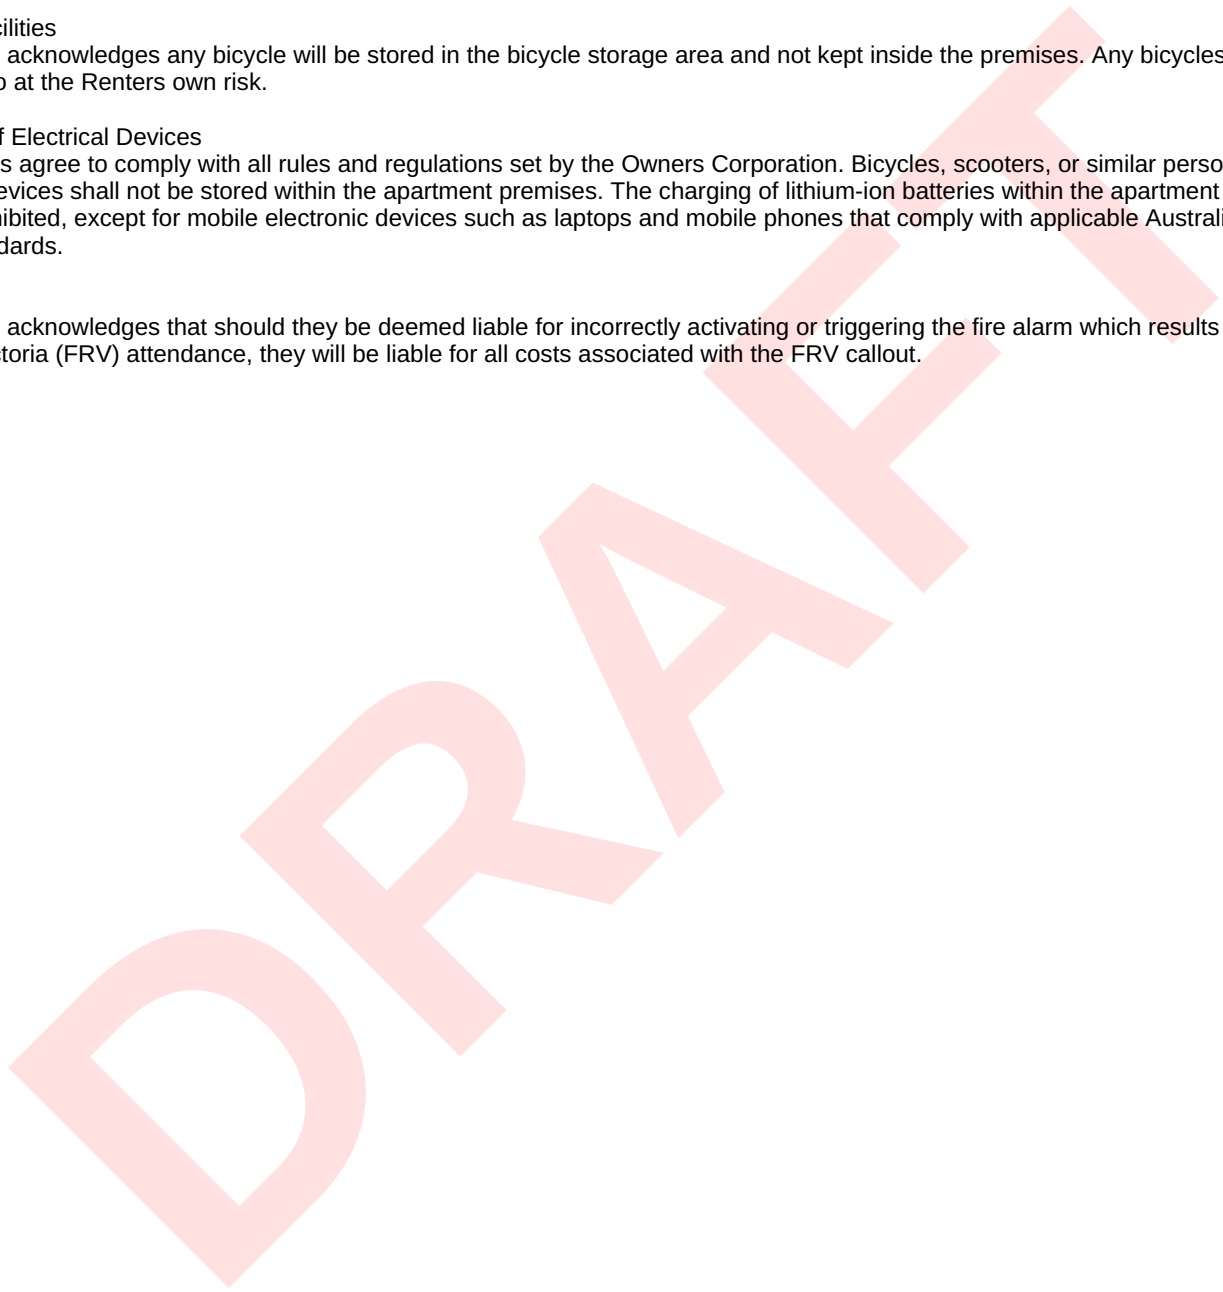 cilities
acknowledges any bicycle will be stored in the bicycle storage area and not kept inside the premises. Any bicycles
o at the Renters own risk.
f Electrical Devices
s agree to comply with all rules and regulations set by the Owners Corporation. Bicycles, scooters, or similar perso
evices shall not be stored within the apartment premises. The charging of lithium-ion batteries within the apartment
hibited, except for mobile electronic devices such as laptops and mobile phones that comply with applicable Australi
dards.
acknowledges that should they be deemed liable for incorrectly activating or triggering the fire alarm which results
ctoria (FRV) attendance, they will be liable for all costs associated with the FRV callout.
DRAFT